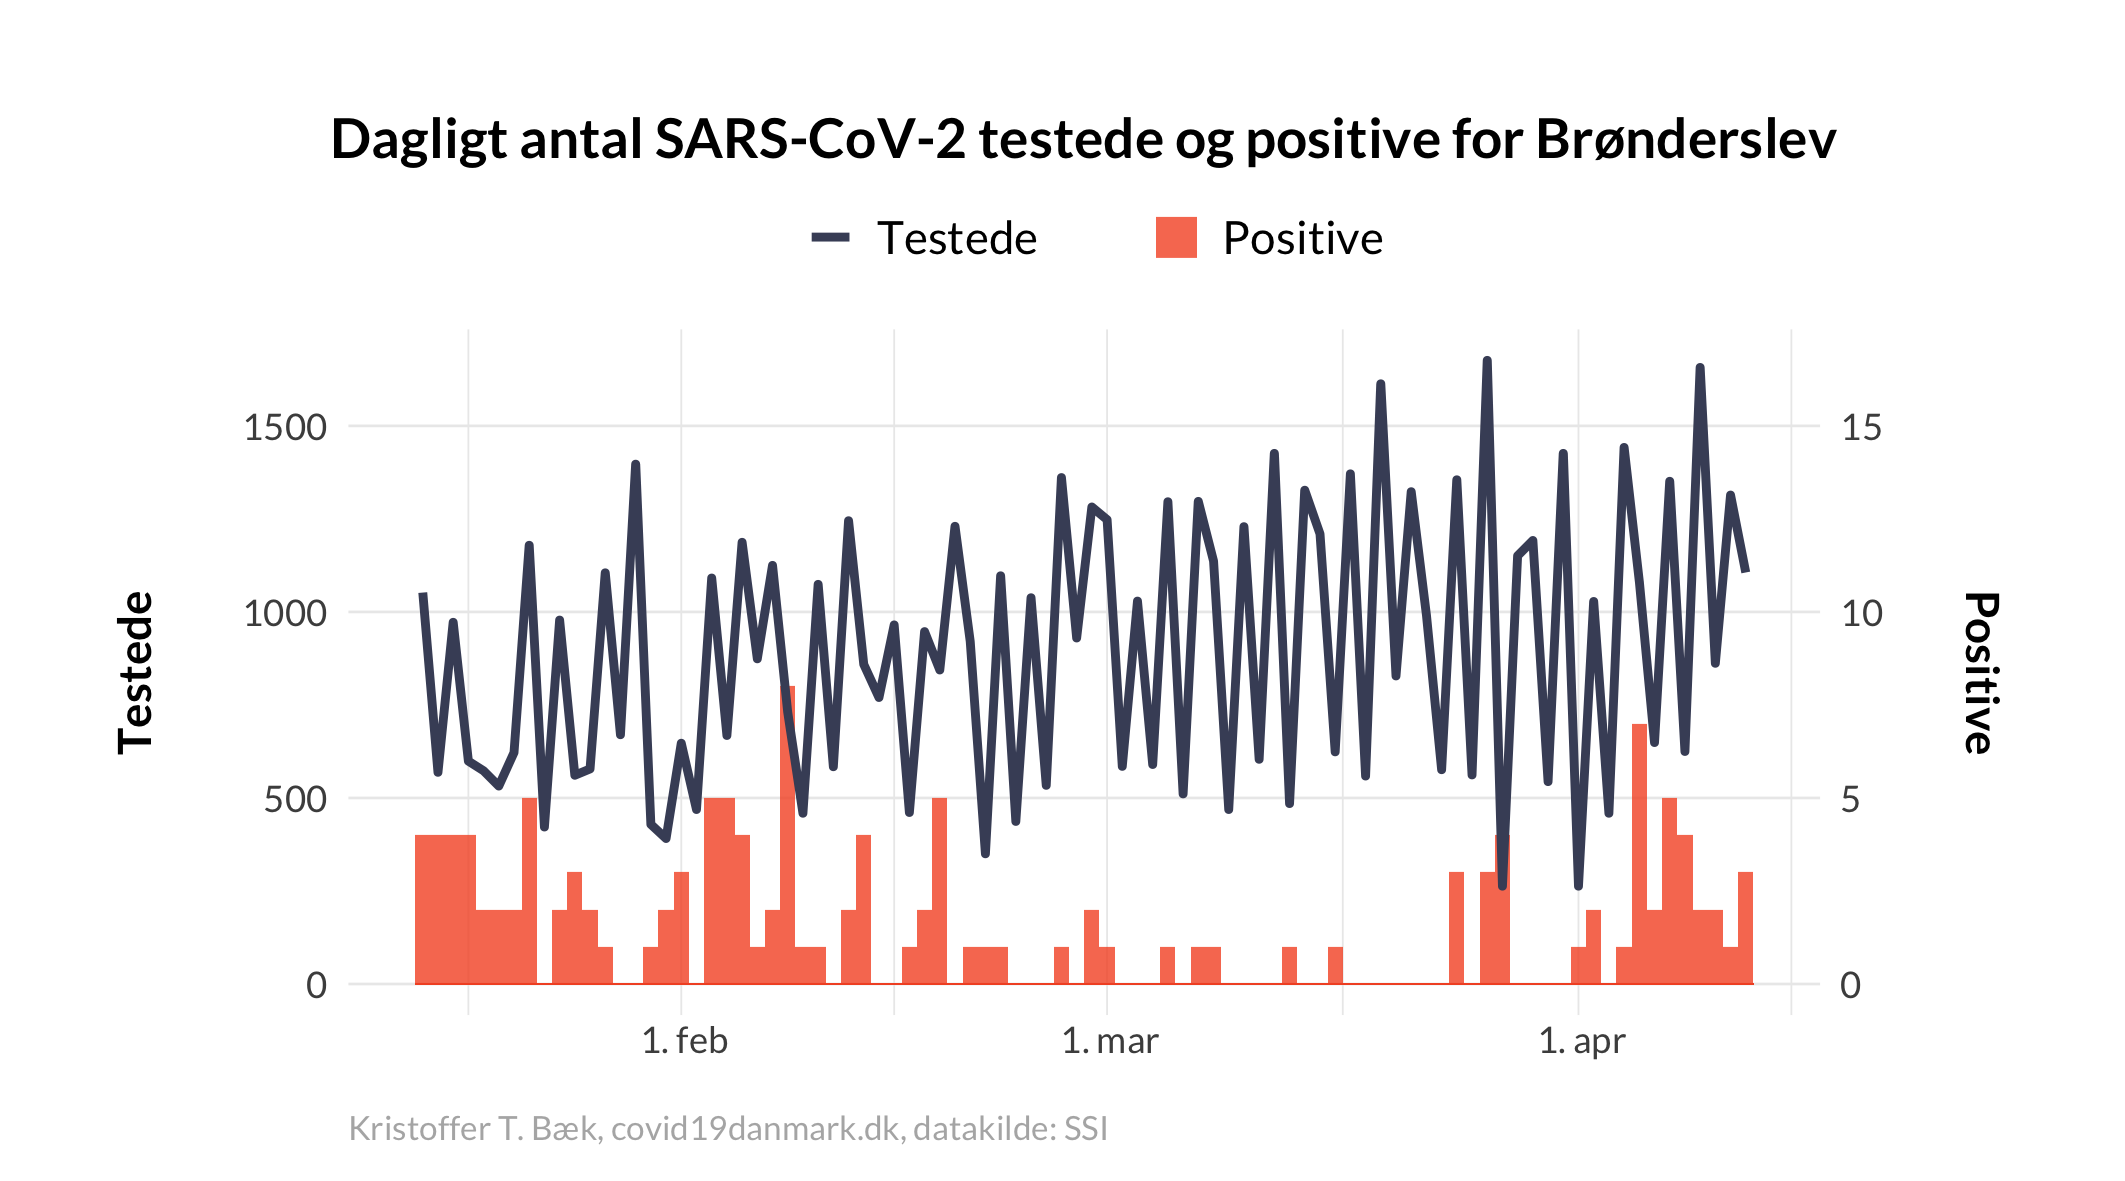 Dagligt antal SARS-CoV-2 testede og positive for Brønderslev
Testede Positive
1500 15
1000 10
500 5
0 0
Testede
Positive
1. feb 1. mar 1. apr
Kristoffer T. Bæk, covid19danmark.dk, datakilde: SSI